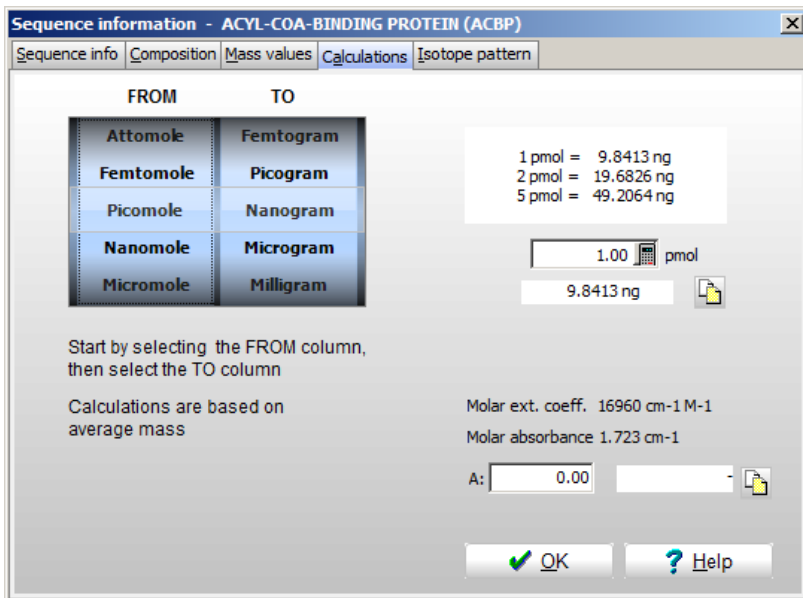 Sequence information - ACYL-COA-BINDING PROTEIN (ACBP)
Sequence info Composition Mass values Calculations Isotope pattern
FROM TO
Attomole Femtogram
Femtomole Picogram
Picomole Nanogram
Nanomole Microgram
Micromole Milligram
1 pmol = 9.8413 ng
2 pmol = 19.6826 ng
5 pmol = 49.2064 ng
1.00 pmol
9.8413 ng
Start by selecting the FROM column,
then select the TO column
Calculations are based on
average mass
Molar ext. coeff. 16960 cm-1 M-1
Molar absorbance 1.723 cm-1
A: 0.00 -
OK ? Help